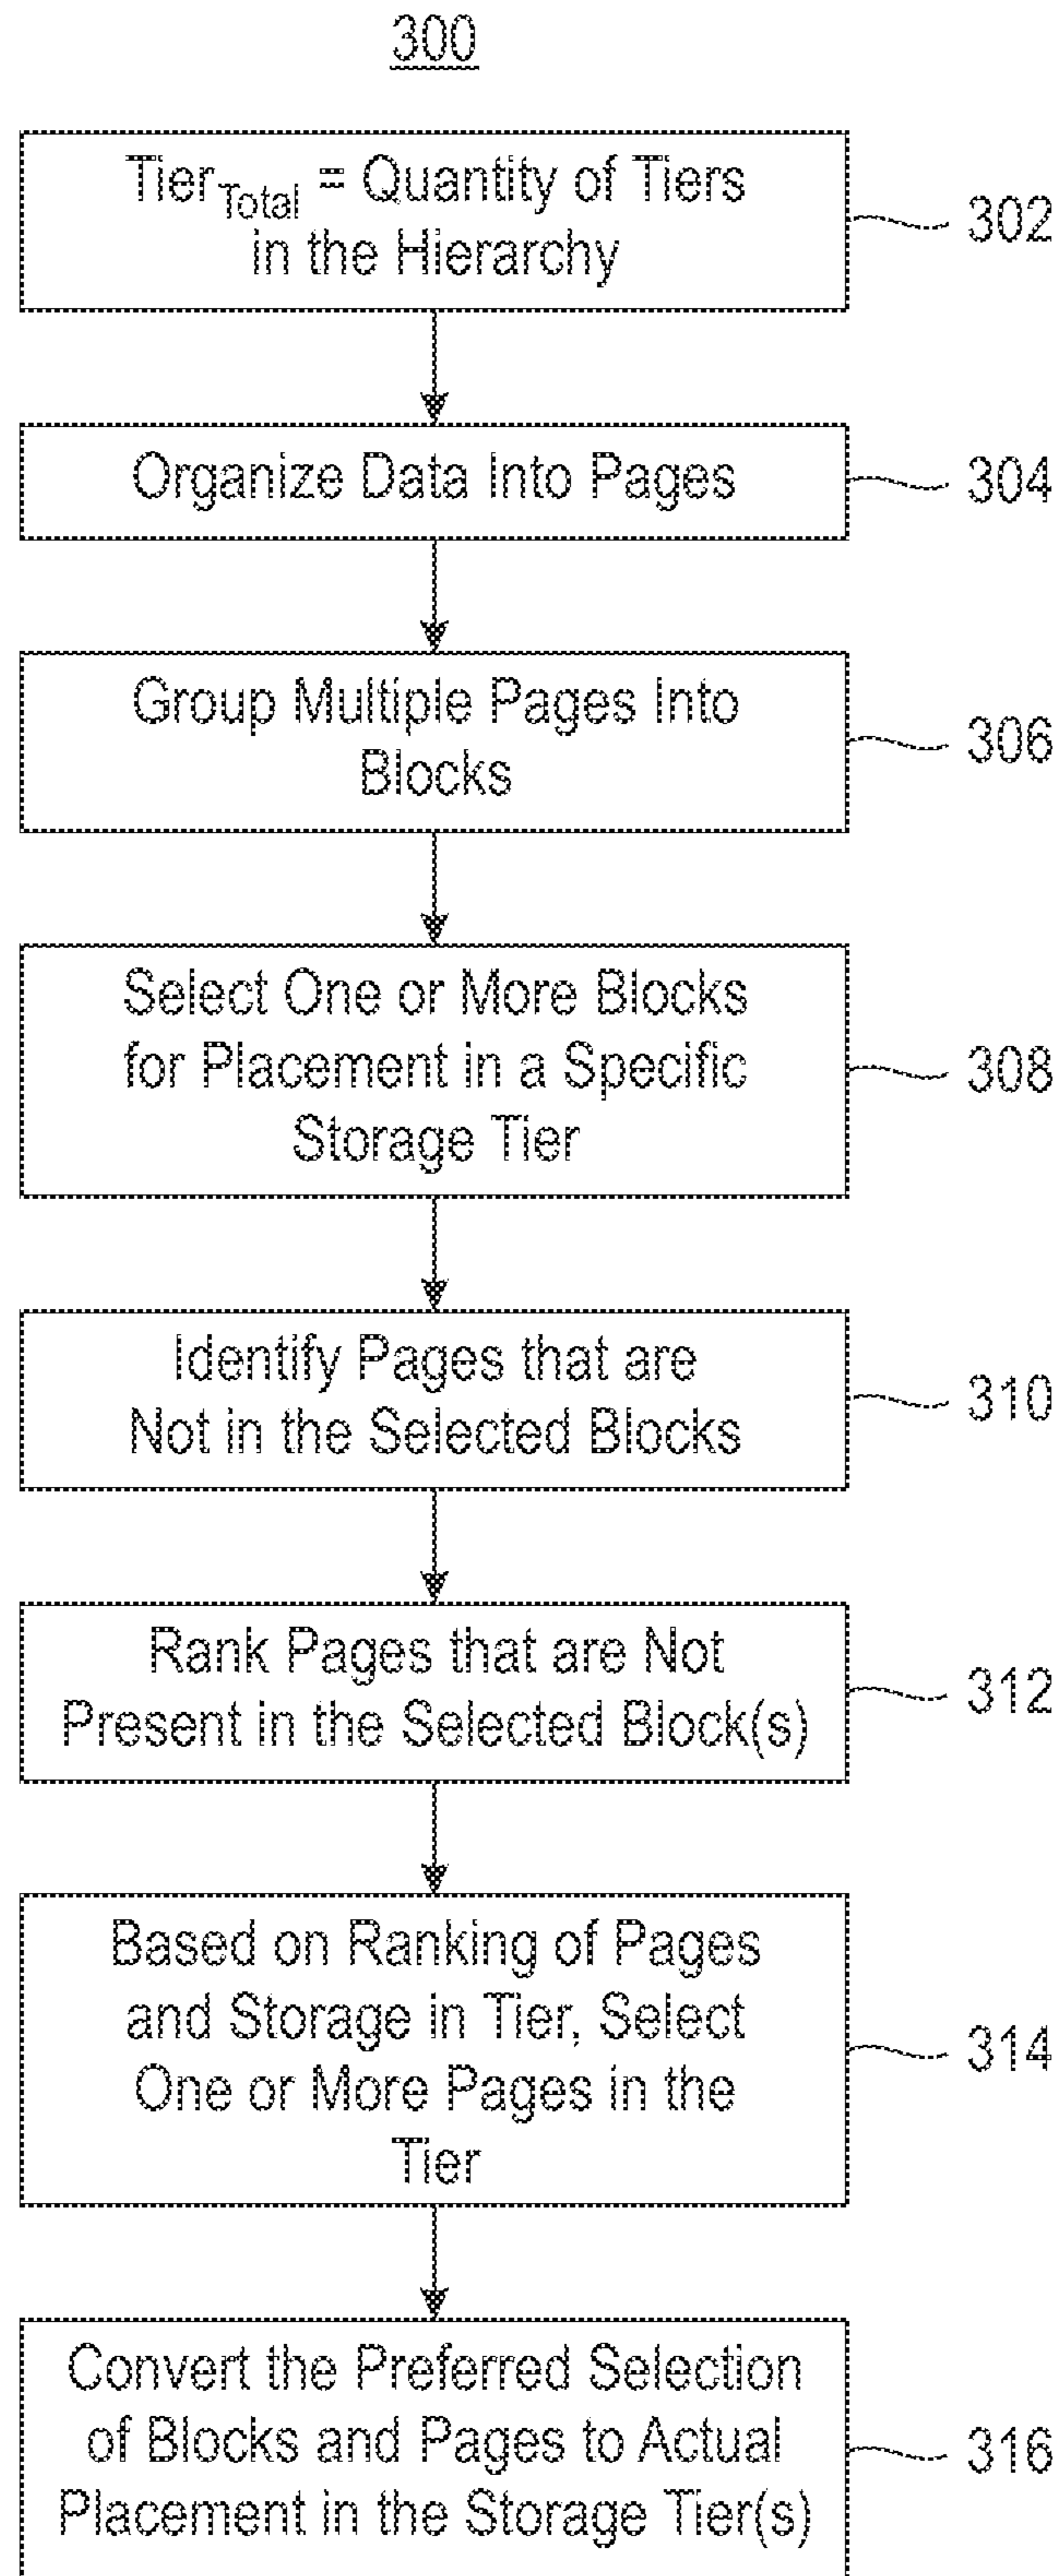 300
Tier Total = Quantity of Tiers
in the Hierarchy
302
Organize Data Into Pages
304
Group Multiple Pages Into
Blocks
306
Select One or More Blocks
for Placement in a Specific
Storage Tier
308
Identify Pages that are
Not in the Selected Blocks
310
Rank Pages that are Not
Present in the Selected Block(s)
312
Based on Ranking of Pages
and Storage in Tier, Select
One or More Pages in the
Tier
314
Convert the Preferred Selection
of Blocks and Pages to Actual
Placement in the Storage Tier(s)
316